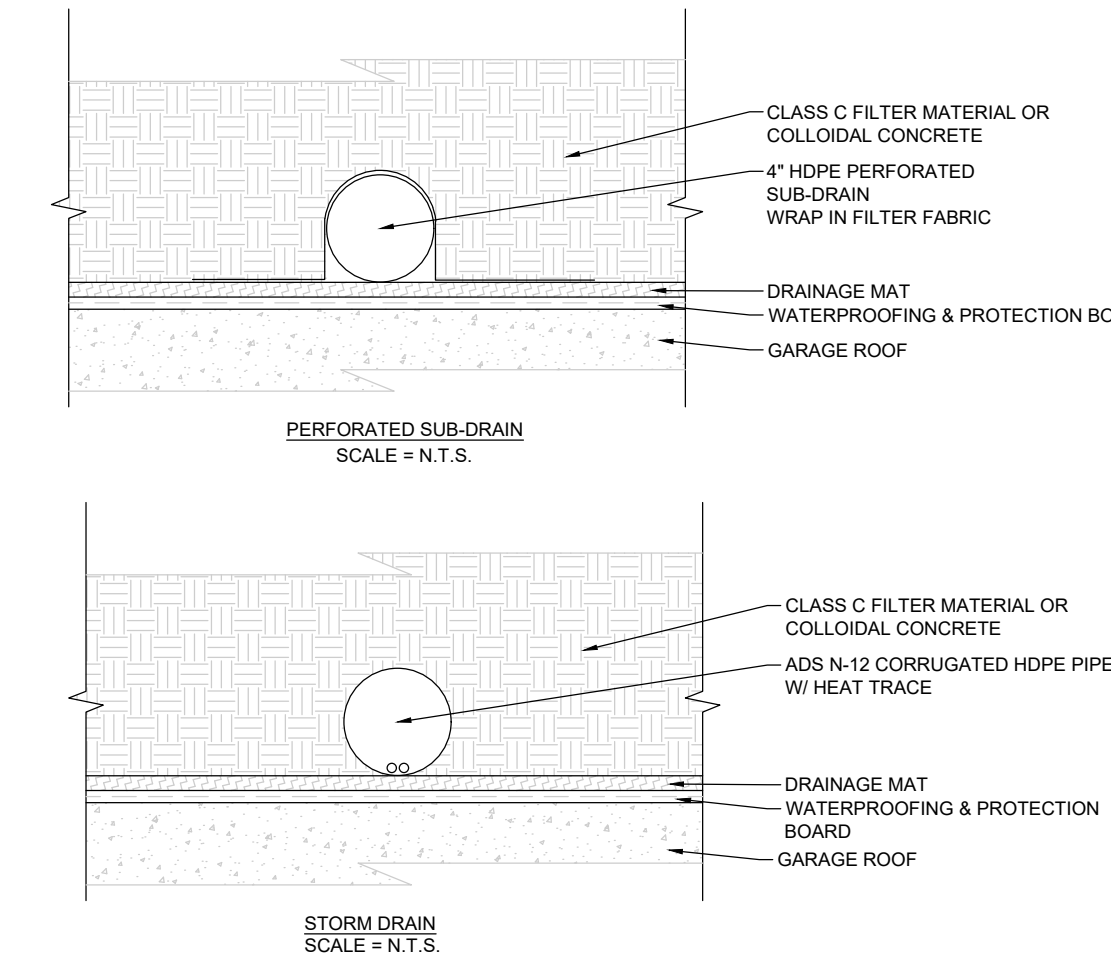 CLASS C FILTER MATERIAL OR
COLLOIDAL CONCRETE
4" HDPE PERFORATED
SUB-DRAIN
WRAP IN FILTER FABRIC
DRAINAGE MAT
WATERPROOFING & PROTECTION
GARAGE ROOF
PERFORATED SUB-DRAIN
SCALE = N.T.S.
CLASS C FILTER MATERIAL OR
COLLOIDAL CONCRETE
ADS N-12 CORRUGATED HDPE PIPE
W/ HEAT TRACE
DRAINAGE MAT
WATERPROOFING & PROTECTION
BOARD
GARAGE ROOF
STORM DRAIN
SCALE = N.T.S.